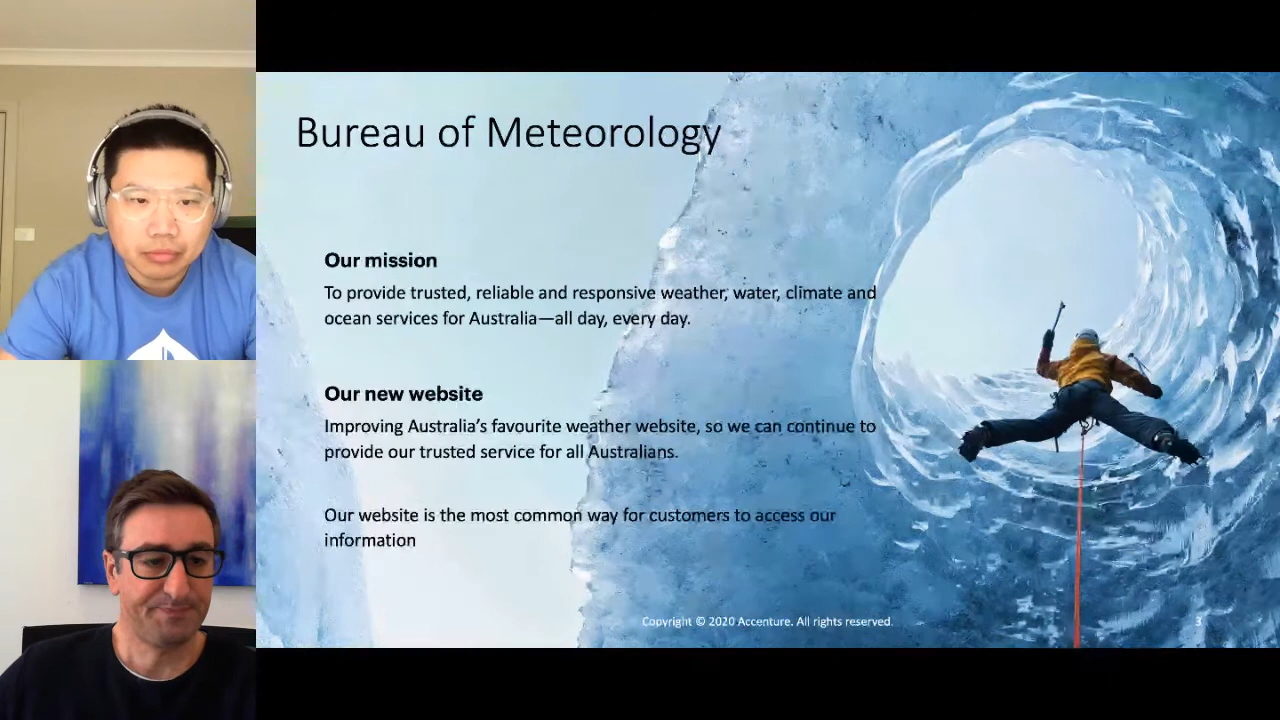 Bureau of Meteorology
Our mission
To provide trusted, reliable and responsive weather, water, climate and
ocean services for Australia—all day, every day.
Our new website
Improving Australia's favourite weather website, so we can continue to
provide our trusted service for all Australians.
Our website is the most common way for customers to access our
information
Copyright © 2020 Accenture. All rights reserved.
3